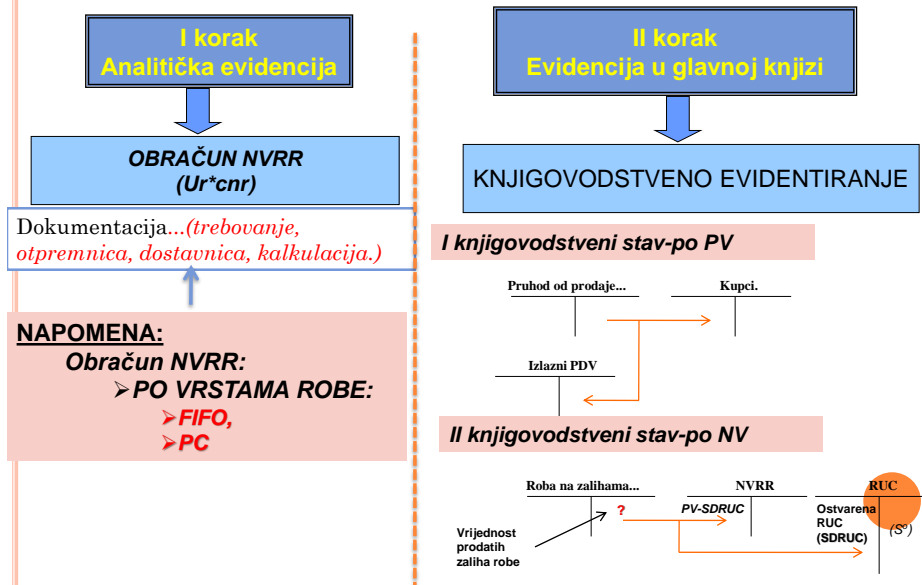 I korak
Analitička evidencija
OBRAČUN NVRR
(Ur*cnr)
Dokumentacija...(trebovanje,
otpremnica, dostavnica, kalkulacija.)
NAPOMENA:
Obračun NVRR:
➢PO VRSTAMA ROBE:
➢FIFO,
➢PC
II korak
Evidencija u glavnoj knjizi
KNJIGOVODSTVENO EVIDENTIRANJE
I knjigovodstveni stav-po PV
Pruhod od prodaje...
Kupci.
Izlazni PDV
II knjigovodstveni stav-po NV
Roba na zalihama...
NVRR
RUC
?
PV-SDRUC
Ostvarena
RUC
(SDRUC)
(Sº)
Vrijednost
prodatih
zaliha robe